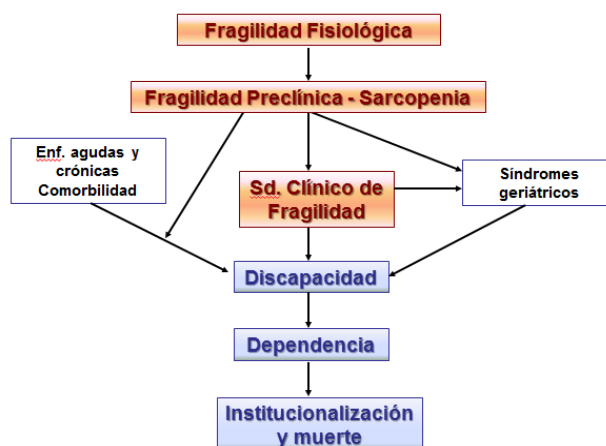 Fragilidad Fisiológica
Fragilidad Preclínica - Sarcopenia
Enf. agudas y
crónicas
Comorbilidad
Sd. Clínico de
Fragilidad
Síndromes
geriátricos
Discapacidad
Dependencia
Institucionalización
y muerte